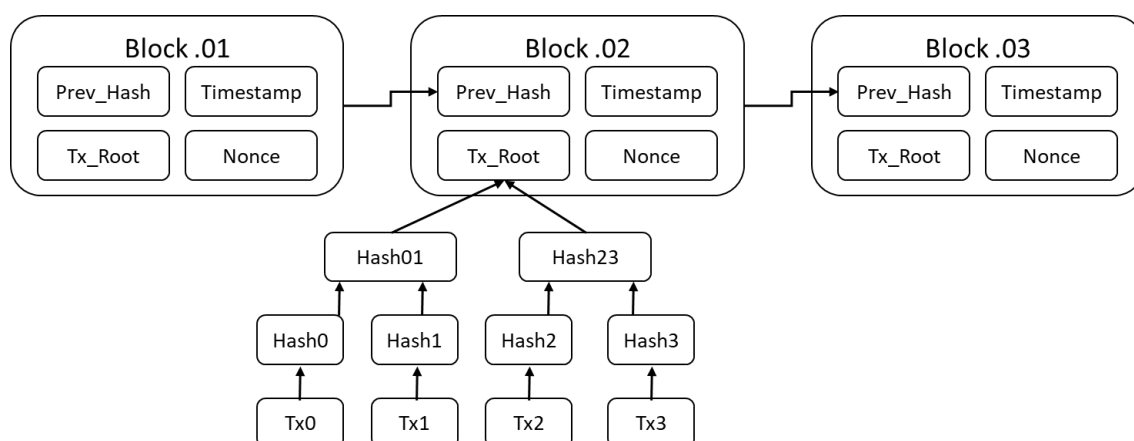 Block .01 Block .02 Block .03
Prev_Hash Timestamp Prev_Hash Timestamp Prev_Hash Timestamp
Tx_Root Nonce Tx_Root Nonce Tx_Root Nonce
Hash01 Hash23
Hash0 Hash1 Hash2 Hash3
Tx0 Tx1 Tx2 Tx3